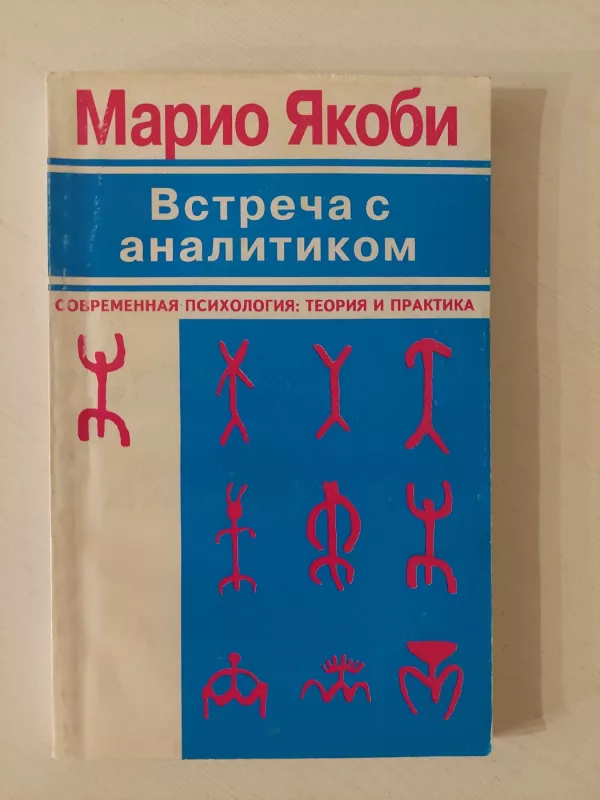 Марио Якоби
Встреча с
аналитиком
СОВРЕМЕННАЯ ПСИХОЛОГИЯ: ТЕОРИЯ И ПРАКТИКА